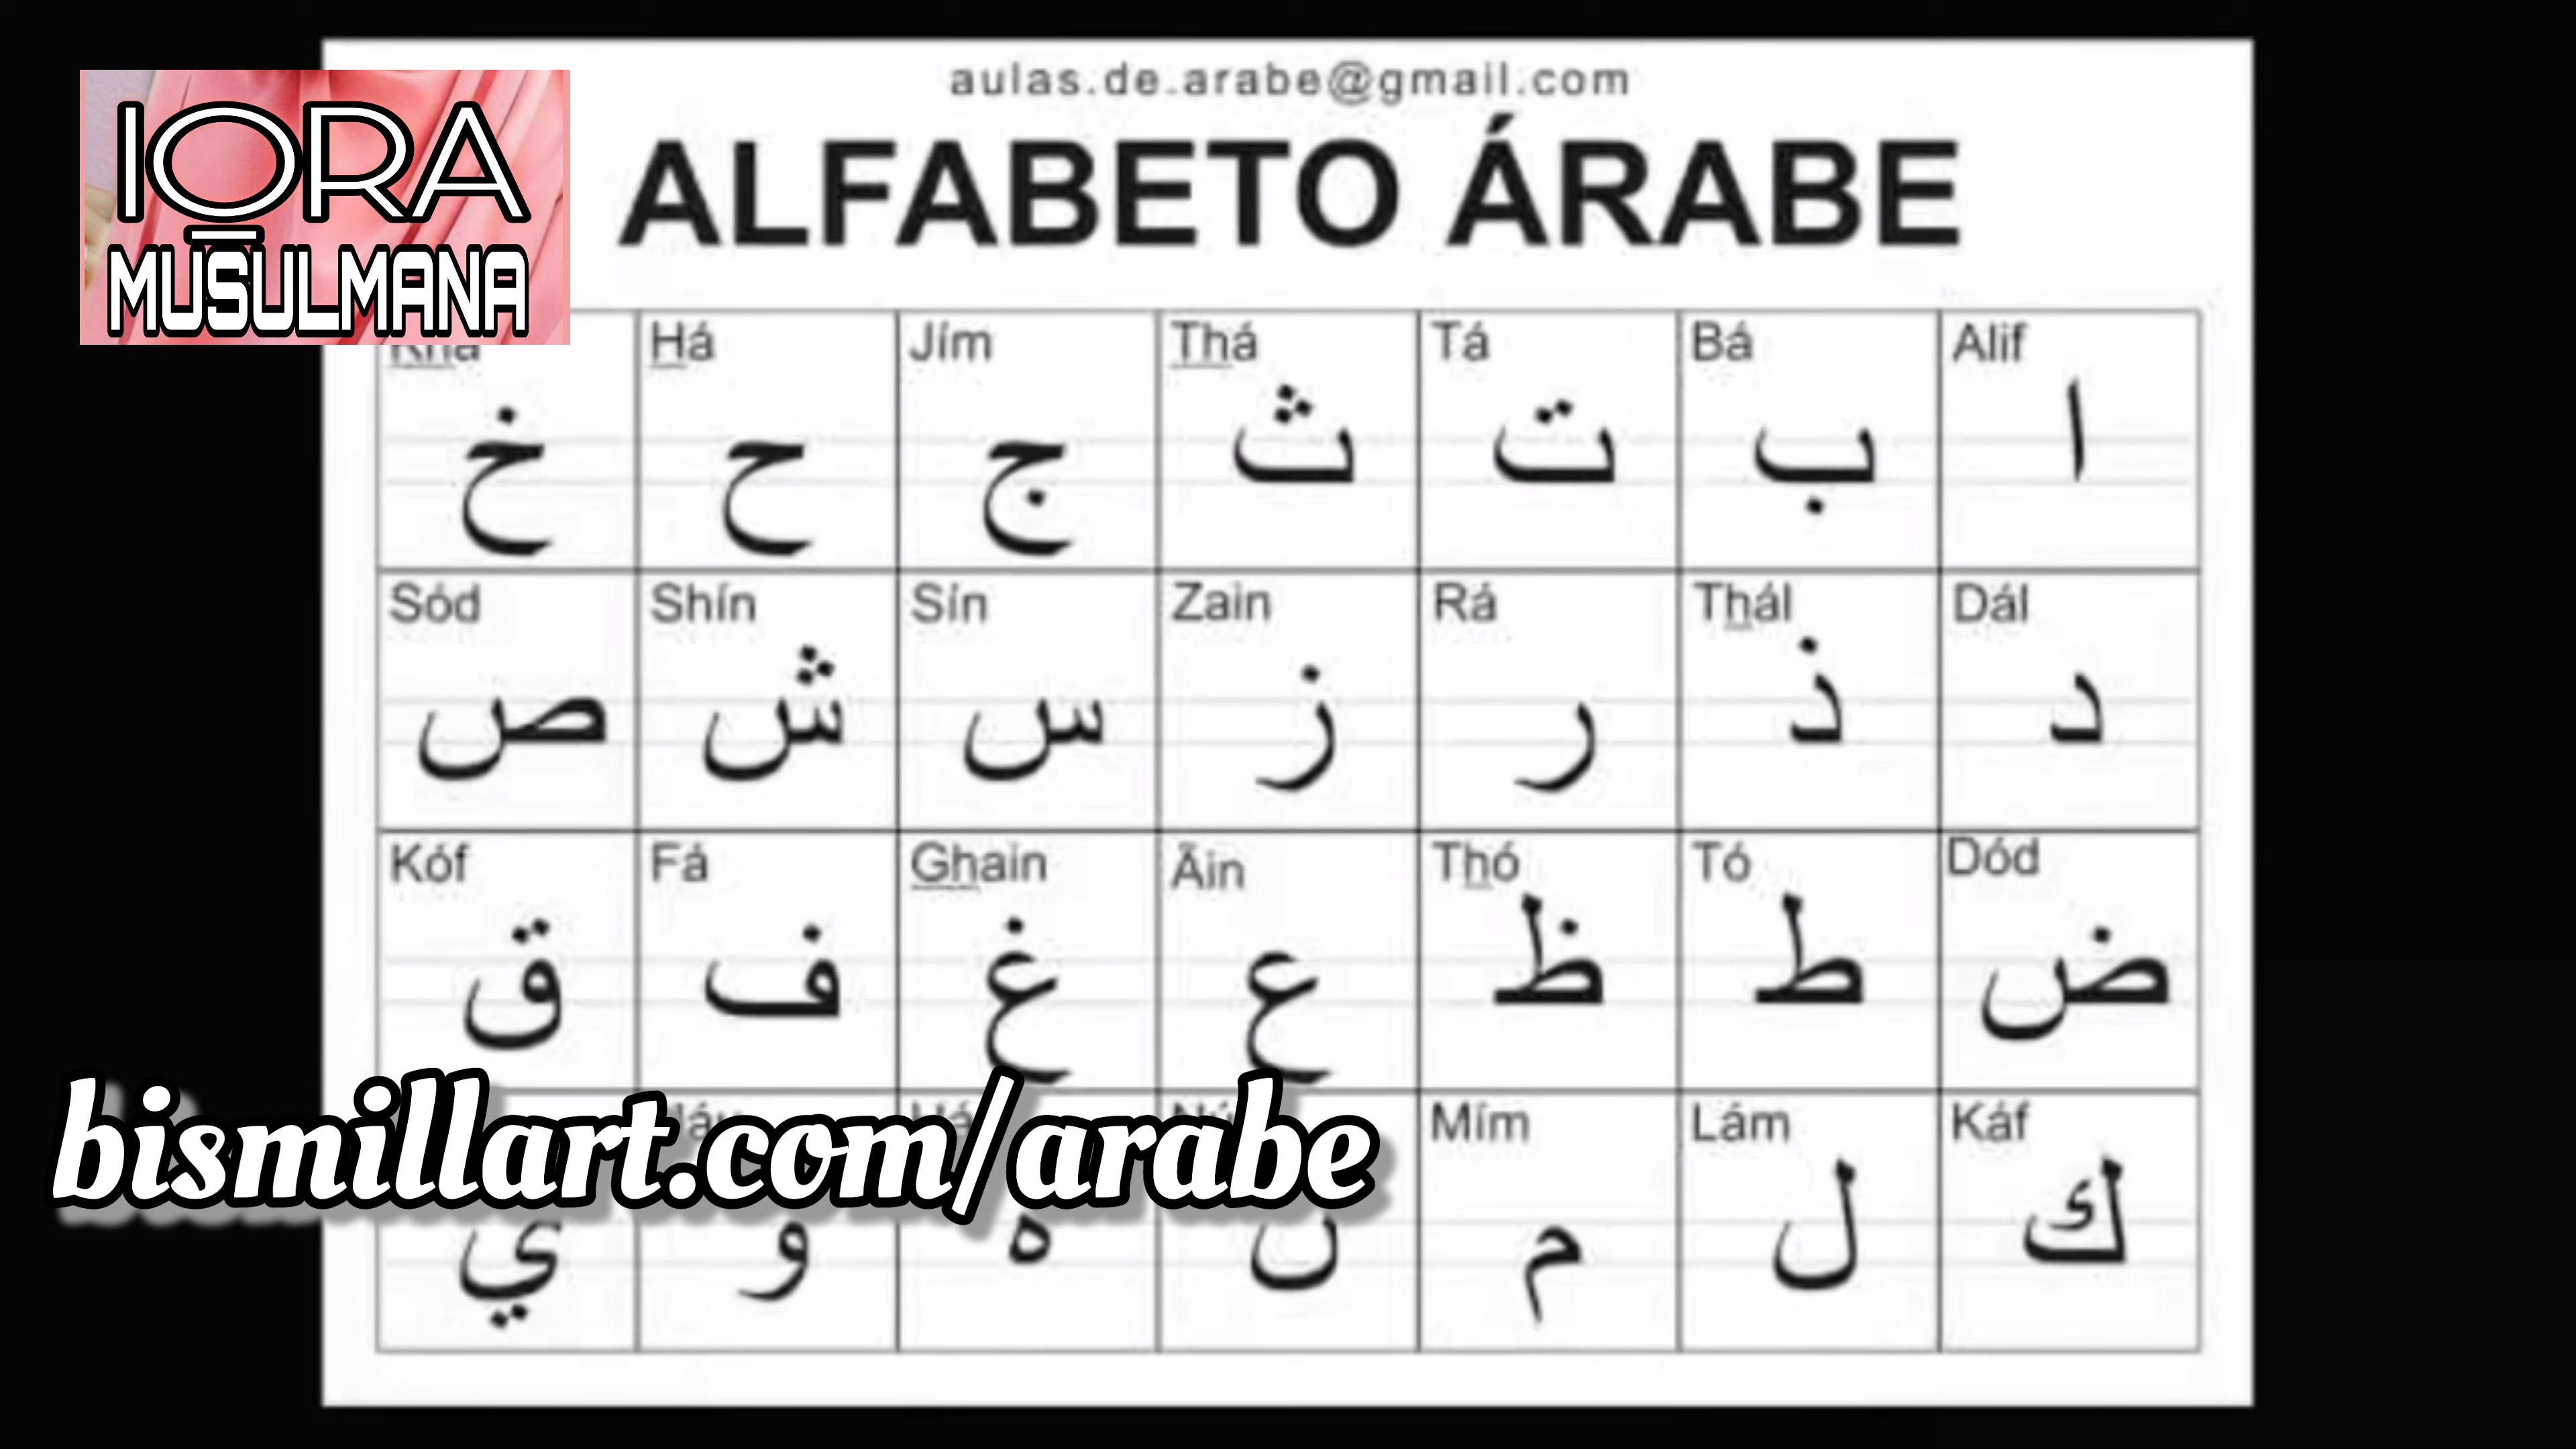 aulas.de.arabe@gmail.com
IQRA
MUSULMANA
ALFABETO ÁRABE
Há Jím Thá Tá Bá Alif
خ ح ج ث ت ب ا
Sód Shín Sín Zain Rá Thál Dál
ص ش س ز ر ذ د
Kóf Fá Ghain Āin Thó Tó Dód
ق ف غ ع ظ ط ض
Mím Lám Káf
bismillart.com/arabe
ي و ه م ل ك